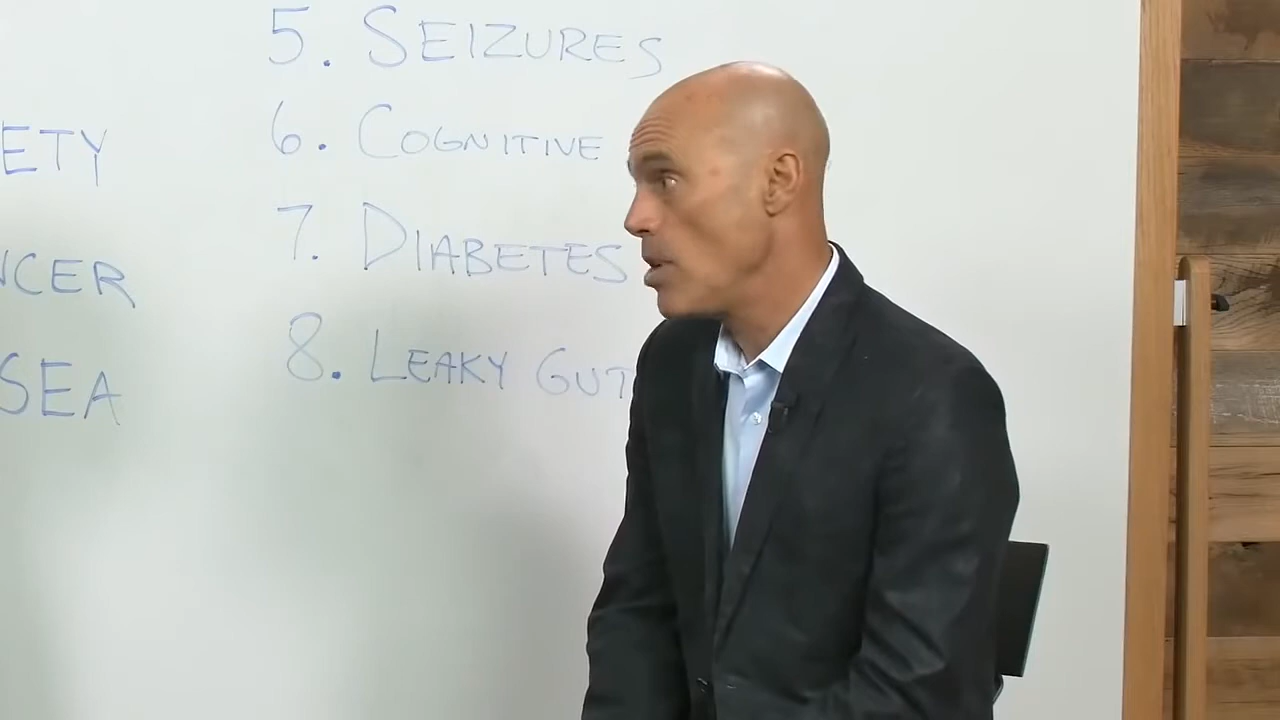 ETY
NCER
SEA
5. SEIZURES
6. COGNITIVE
7. DIABETES
8. LEAKY GUT